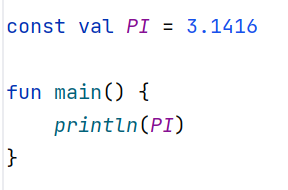 const val PI = 3.1416

fun main() {
    println(PI)
}